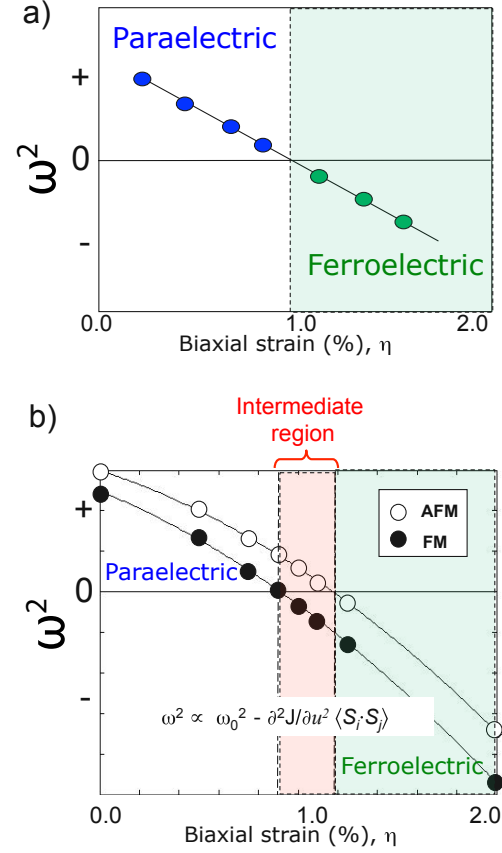 a)
Paraelectric
+
0
-
ω²
Ferroelectric
0.0 1.0 2.0
Biaxial strain (%), η
Intermediate
region
b)
AFM
FM
+
Paraelectric
0
-
ω²
ω² ∝ ω₀² - ∂²J/∂u² ⟨Sᵢ·Sⱼ⟩
Ferroelectric
0.0 1.0 2.0
Biaxial strain (%), η